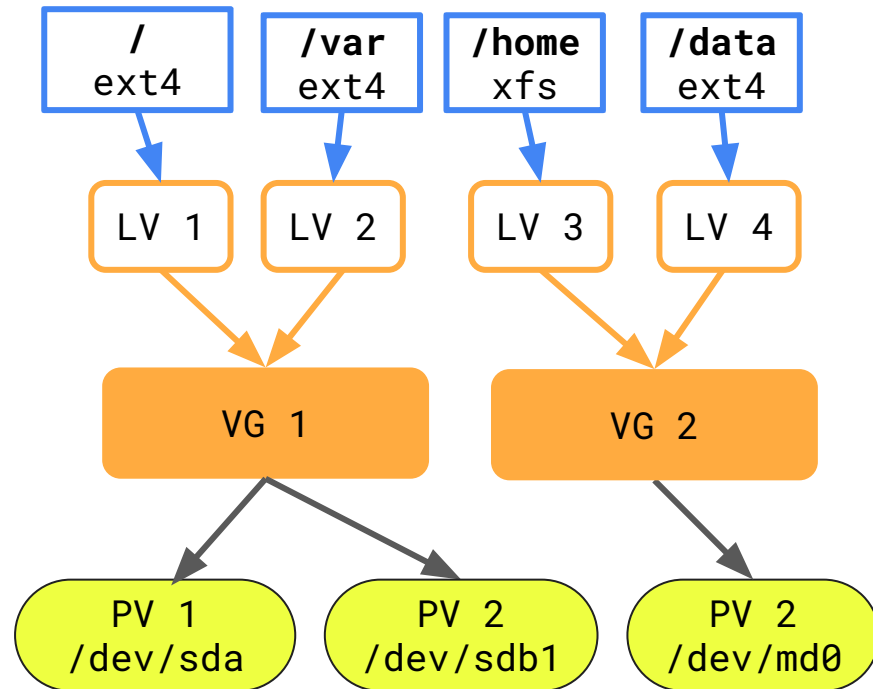 /
ext4
/var
ext4
/home
xfs
/data
ext4
LV 1
LV 2
LV 3
LV 4
VG 1
VG 2
PV 1
/dev/sda
PV 2
/dev/sdb1
PV 2
/dev/md0